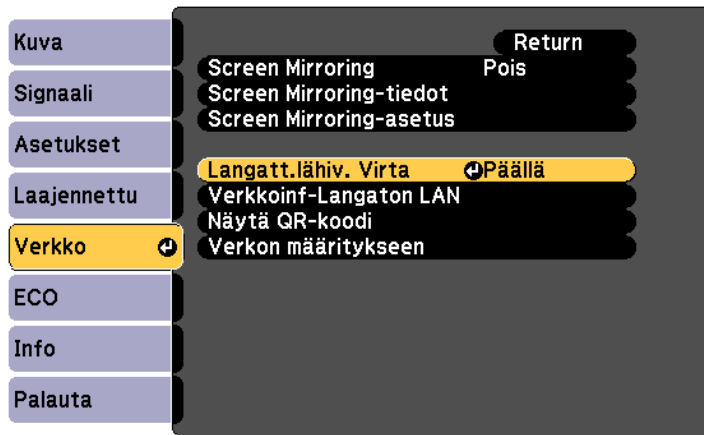 Kuva
Signaali
Asetukset
Laajennettu
Verkko
ECO
Info
Palauta
Return
Screen Mirroring Pois
Screen Mirroring-tiedot
Screen Mirroring-asetus
Langatt.lähiv. Virta Päällä
Verkkoinf-Langaton LAN
Näytä QR-koodi
Verkon määritykseen